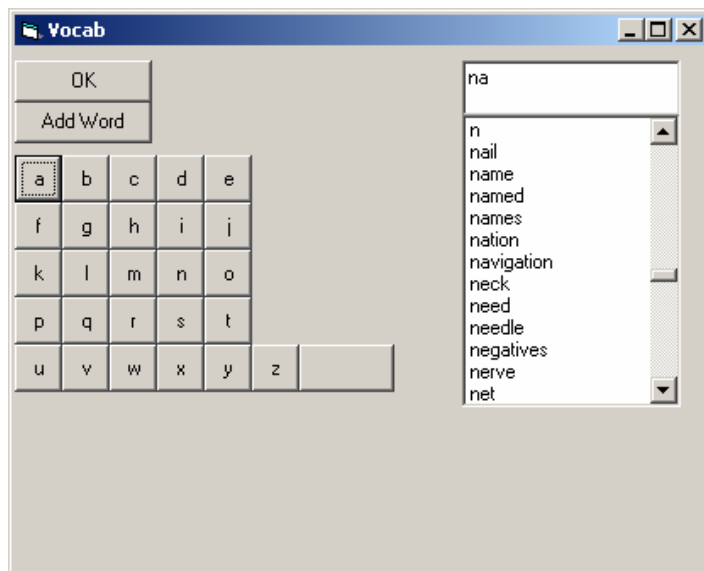 Vocab
OK
Add Word
a b c d e
f g h i j
k l m n o
p q r s t
u v w x y z
na
n
nail
name
named
names
nation
navigation
neck
need
needle
negatives
nerve
net